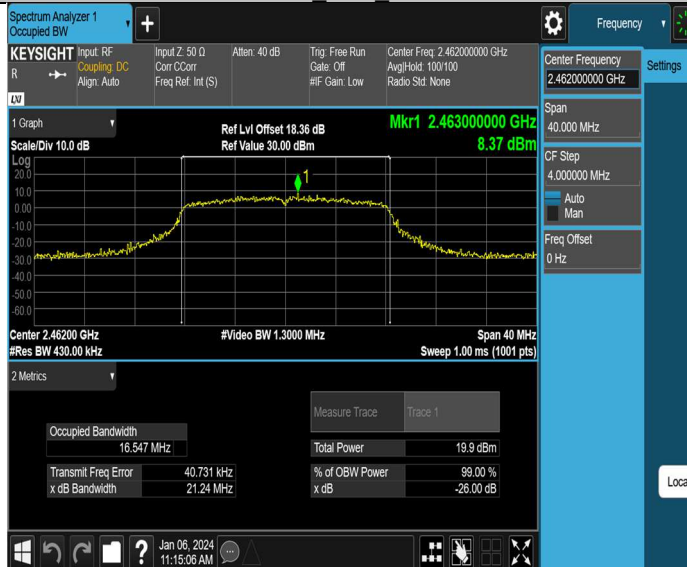 Spectrum Analyzer 1
Occupied BW
+
Frequency
KEYSIGHT
R
LXI
Input: RF
Coupling: DC
Align: Auto
Input Z: 50 Ω
Corr CCorr
Freq Ref: Int (S)
Atten: 40 dB
Trig: Free Run
Gate: Off
#IF Gain: Low
Center Freq: 2.462000000 GHz
Avg|Hold: 100/100
Radio Std: None
Center Frequency
2.462000000 GHz
Settings
Span
40.000 MHz
CF Step
4.000000 MHz
Auto
Man
Freq Offset
0 Hz
1 Graph
Scale/Div 10.0 dB
Ref Lvl Offset 18.36 dB
Ref Value 30.00 dBm
Mkr1 2.463000000 GHz
8.37 dBm
Log
20.0
10.0
0.00
-10.0
-20.0
-30.0
-40.0
-50.0
-60.0
1
Center 2.46200 GHz
#Video BW 1.3000 MHz
Span 40 MHz
#Res BW 430.00 kHz
Sweep 1.00 ms (1001 pts)
2 Metrics
Measure Trace
Trace 1
Occupied Bandwidth
16.547 MHz
Total Power
19.9 dBm
Transmit Freq Error
40.731 kHz
% of OBW Power
99.00 %
x dB Bandwidth
21.24 MHz
x dB
-26.00 dB
Loca
?
Jan 06, 2024
11:15:06 AM